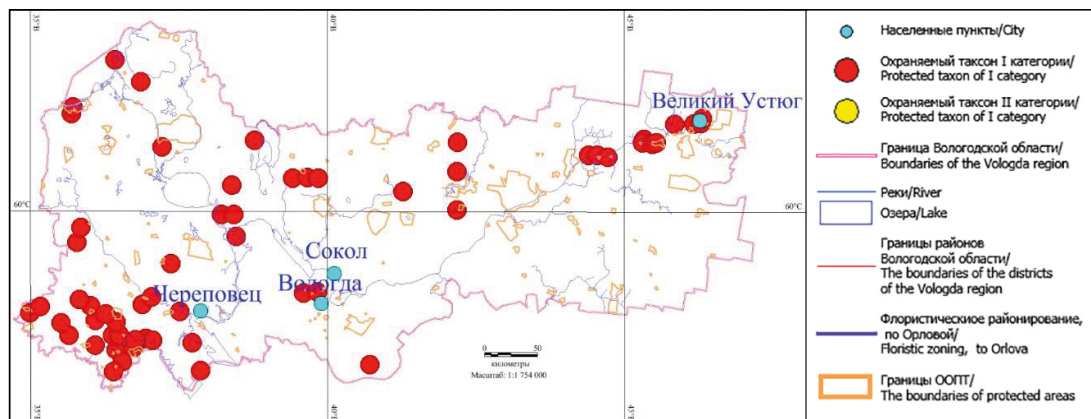 35°В
40°В
45°В
Великий Устюг
60°С
60°С
Сокол
Вологда
Череповец
0 50
километры
Масштаб: 1:1 754 000
35°В
40°В
45°В
Населенные пункты/City
Охраняемый таксон I категории/
Protected taxon of I category
Охраняемый таксон II категории/
Protected taxon of I category
Граница Вологодской области/
Boundaries of the Vologda region
Реки/River
Озера/Lake
Границы районов
Вологодской области/
The boundaries of the districts
of the Vologda region
Флористичиоское районирование,
по Орловой/
Floristic zoning, to Orlova
Границы ООПТ/
The boundaries of protected areas